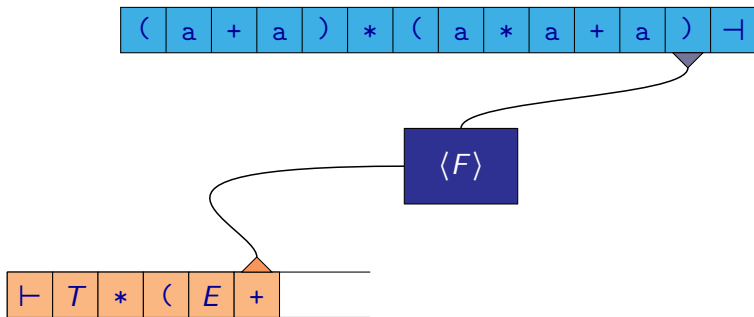 ( a + a ) * ( a * a + a ) ⊣
⟨F⟩
⊢ T * ( E +